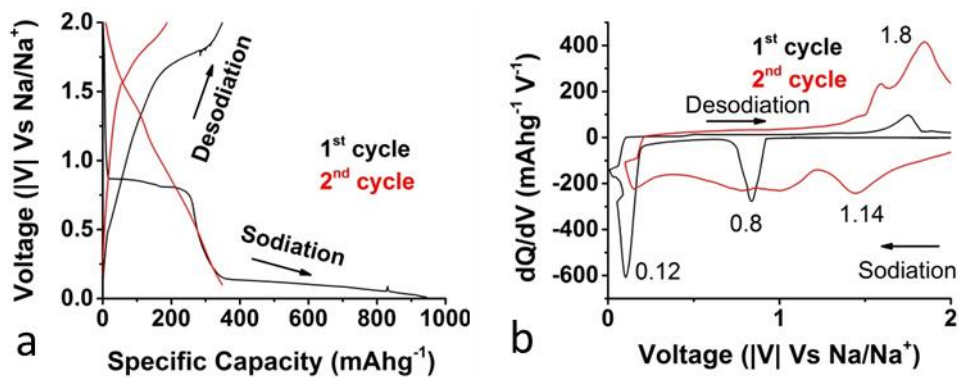 Voltage (|V| Vs Na/Na⁺)
2.0
1.5
1.0
0.5
0.0
Desodiation
1ˢᵗ cycle
2ⁿᵈ cycle
Sodiation
0
200
400
600
800
1000
Specific Capacity (mAhg⁻¹)
a
dQ/dV (mAhg⁻¹ V⁻¹)
400
200
0
-200
-400
-600
1ˢᵗ cycle
2ⁿᵈ cycle
Desodiation
1.8
0.12
0.8
1.14
Sodiation
0
1
2
Voltage (|V| Vs Na/Na⁺)
b